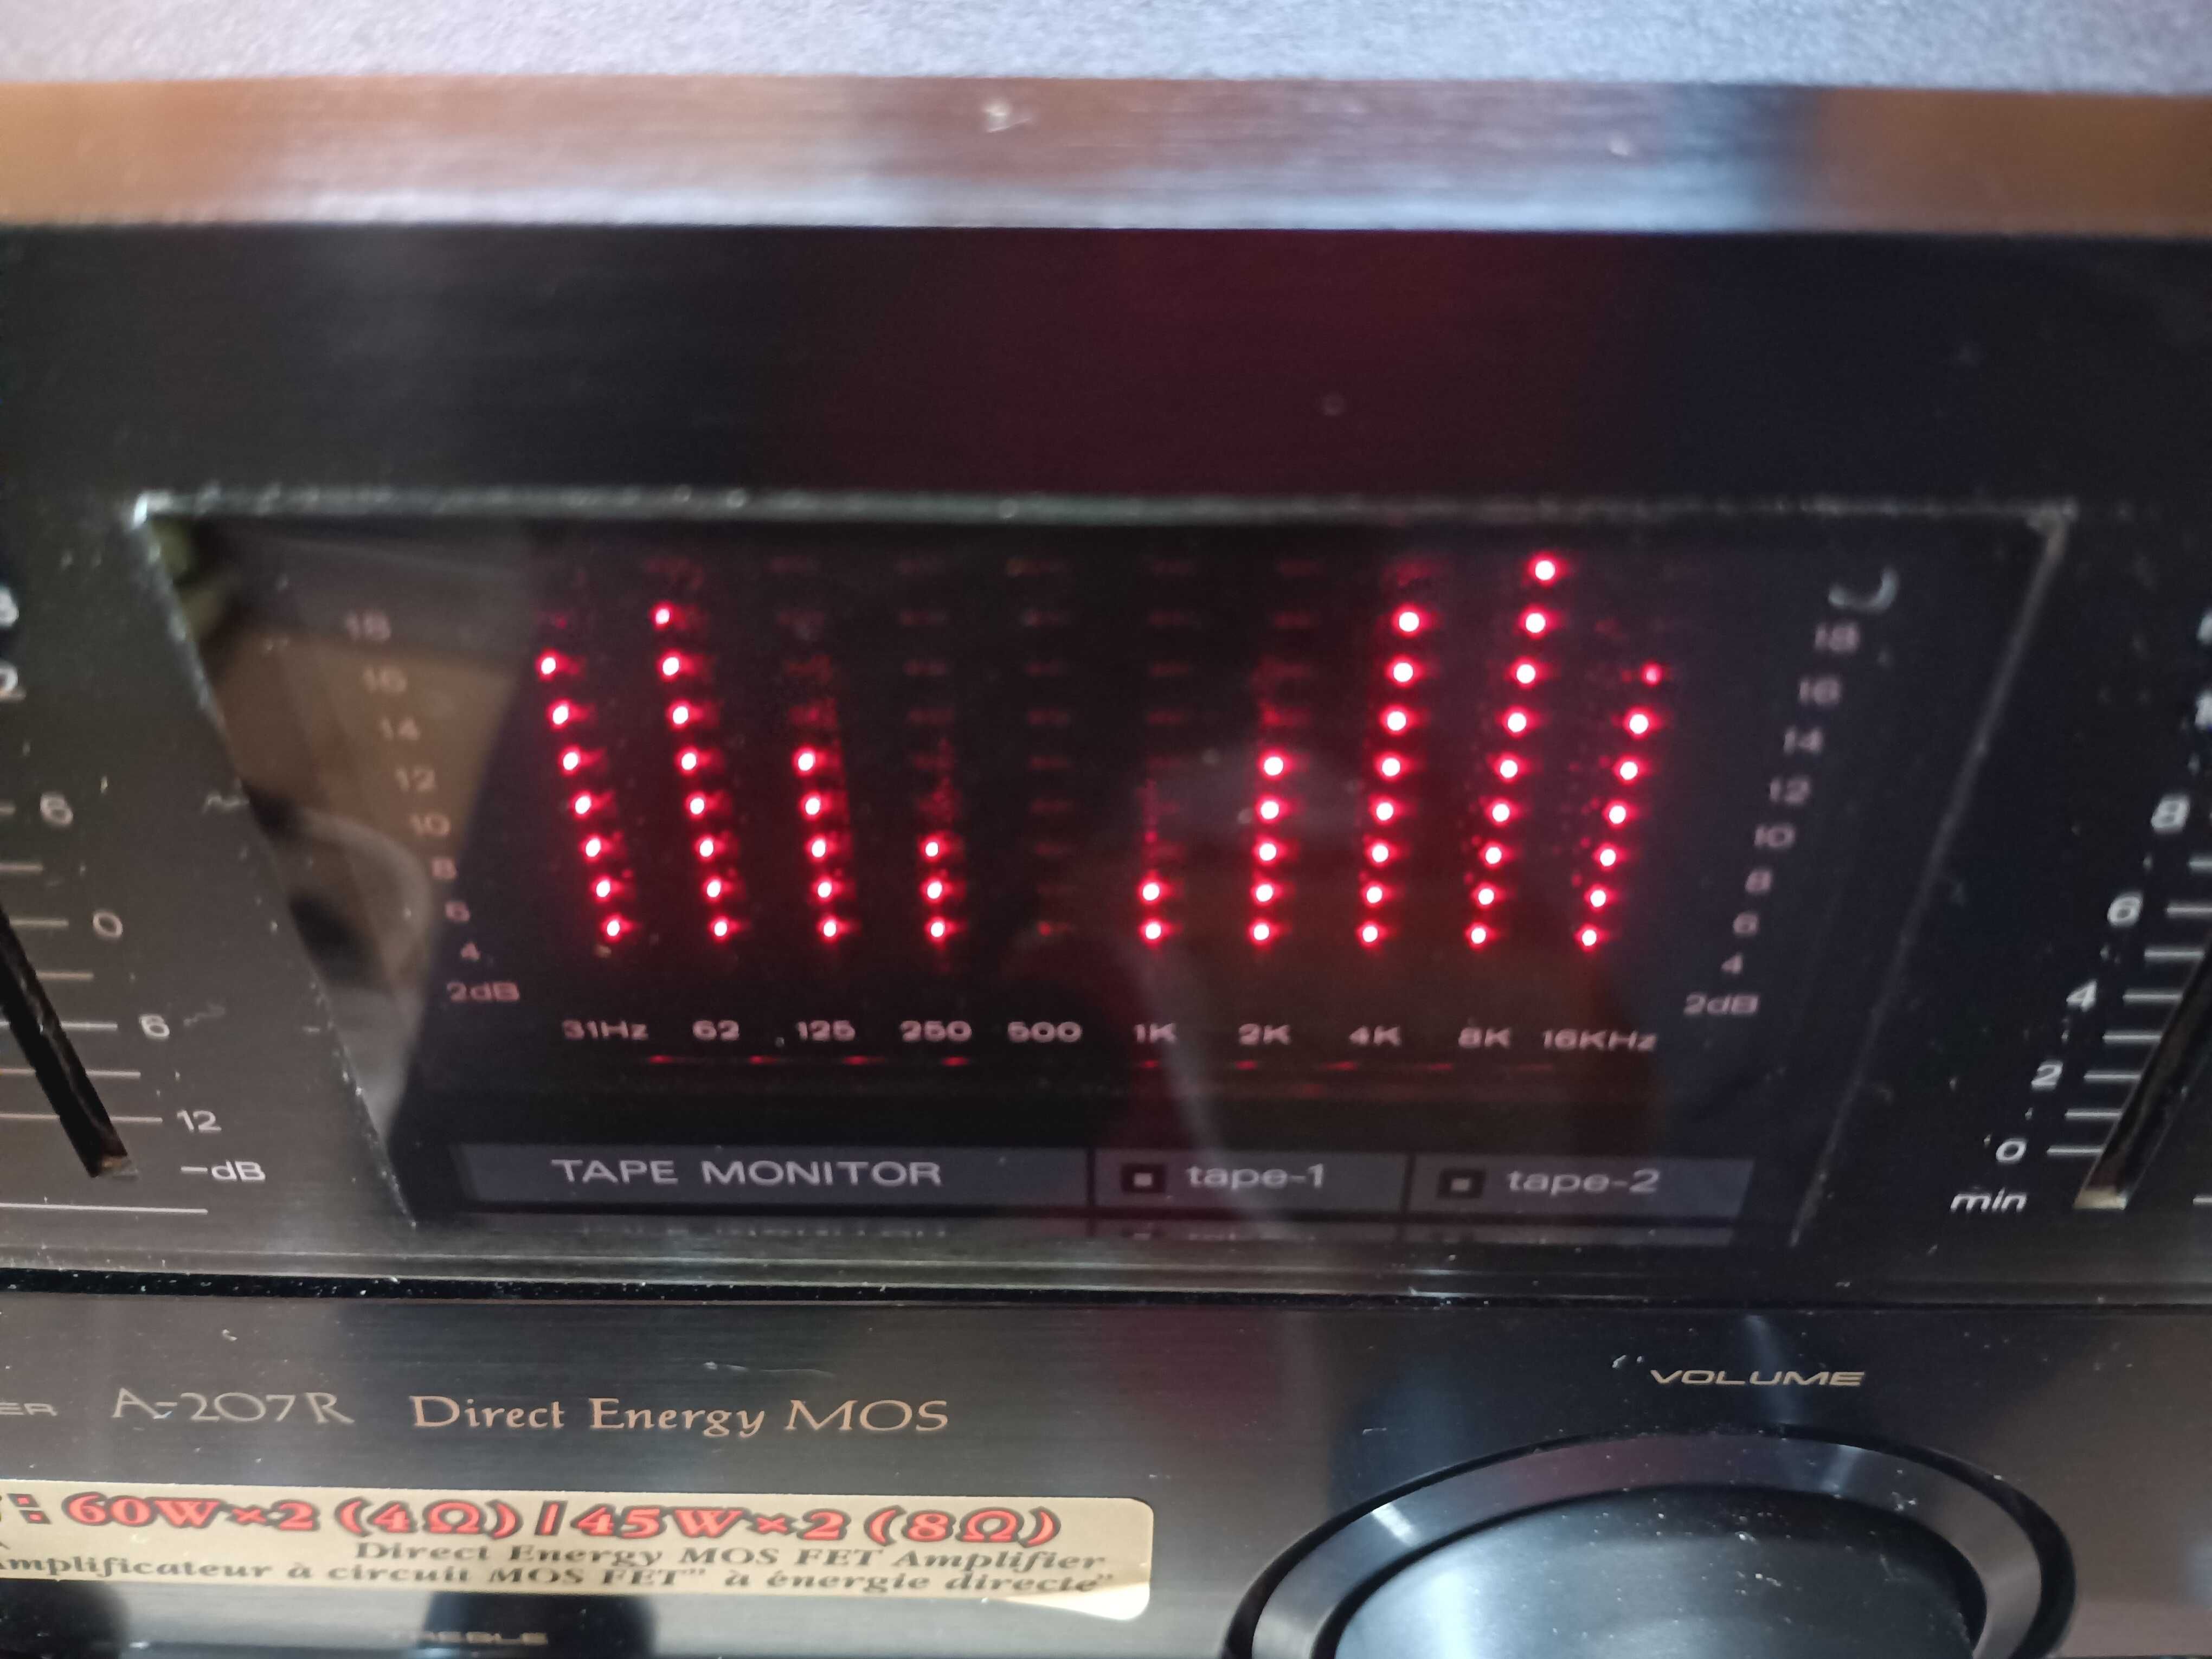 18 18
16 16
14 14
12 12
10 10
8 8
6 6
4 4
2dB 2dB
31Hz 62 125 250 500 1K 2K 4K 8K 16KHz
6
0
6
12
-dB
8
6
4
2
0
min
TAPE MONITOR tape-1 tape-2
VOLUME
ER A-207R Direct Energy MOS
: 60W×2 (4Ω) / 45W×2 (8Ω)
Direct Energy MOS FET Amplifier
mplificateur à circuit MOS FET" à énergie directe"